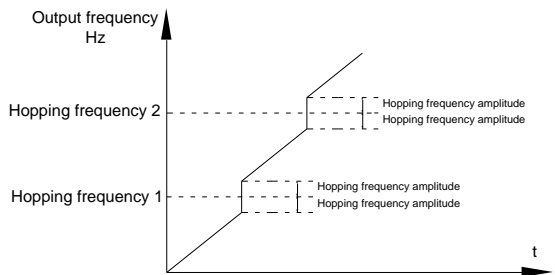 Output frequency
Hz
Hopping frequency 2
Hopping frequency amplitude
Hopping frequency amplitude
Hopping frequency 1
Hopping frequency amplitude
Hopping frequency amplitude
t